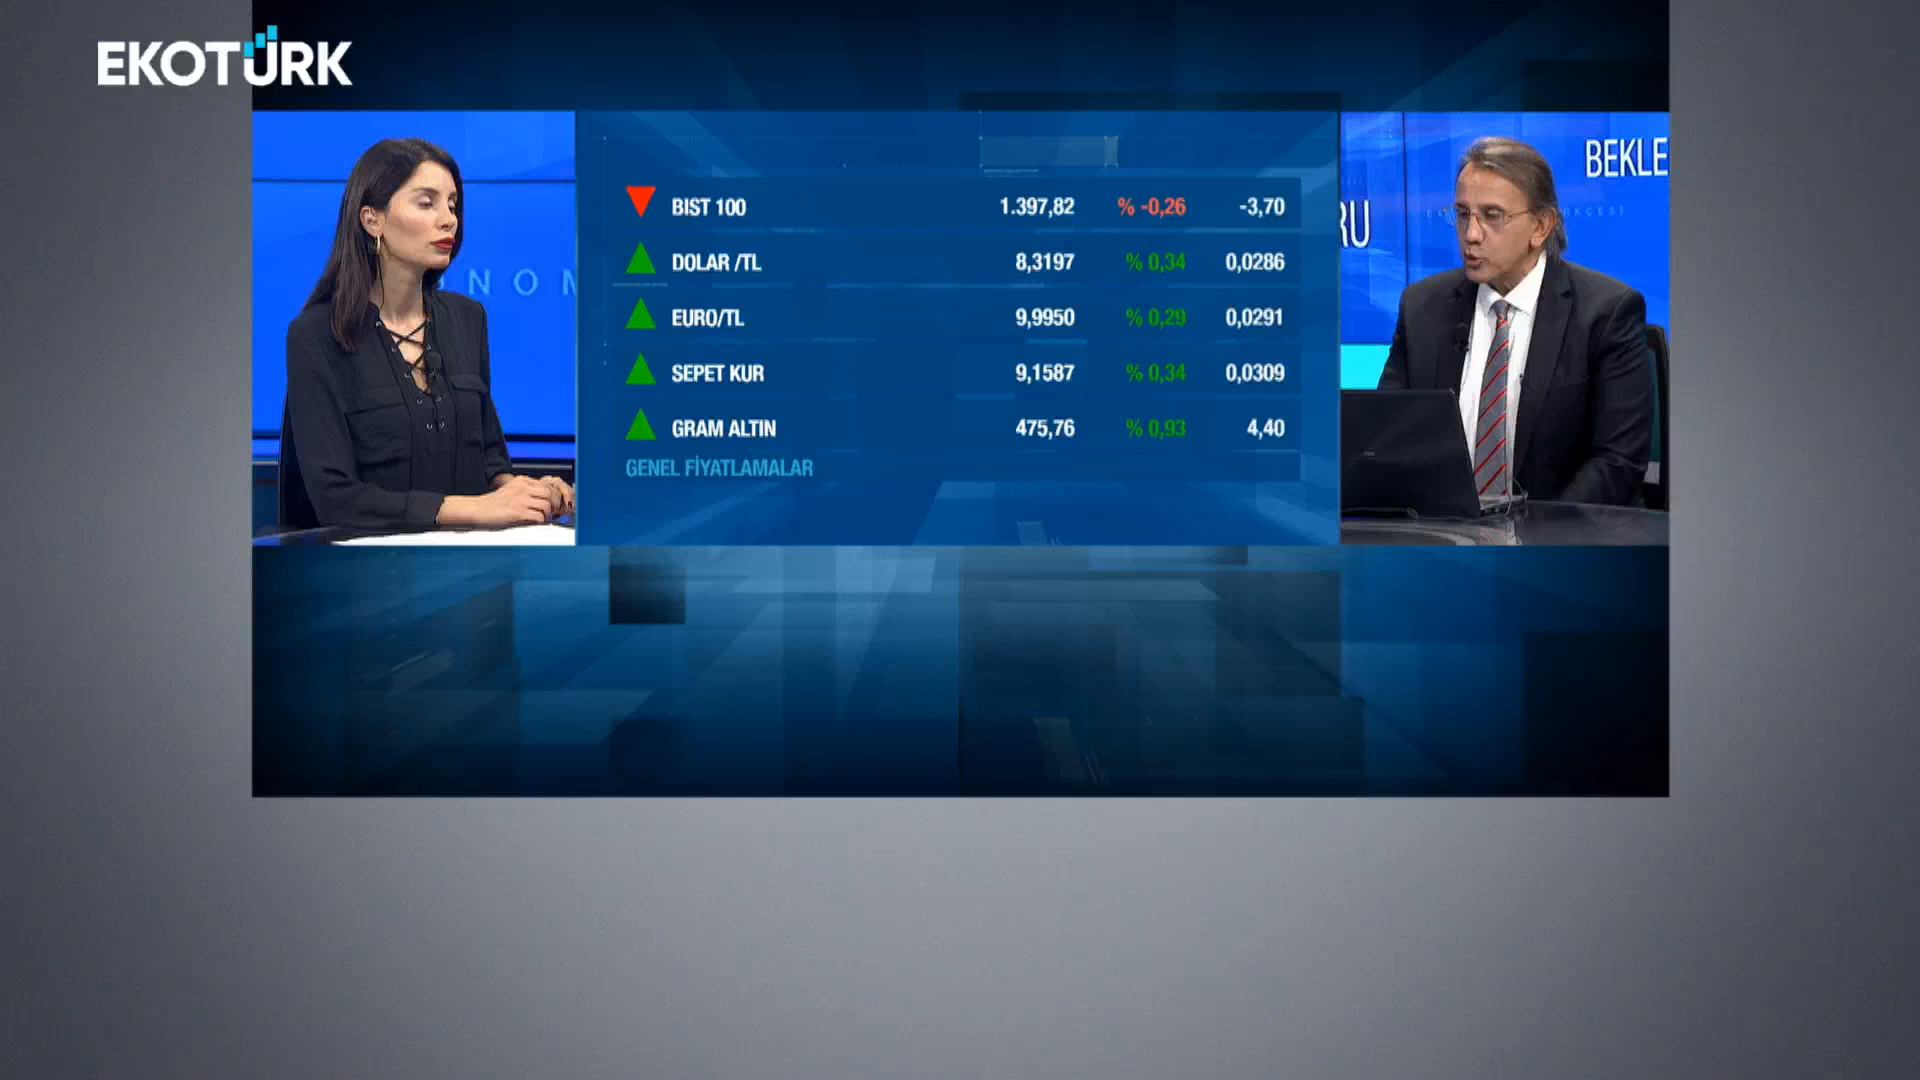 EKOTÜRK
BEKLE
RU
NOM
BIST 100 1.397,82 % -0,26 -3,70
DOLAR /TL 8,3197 % 0,34 0,0286
EURO/TL 9,9950 % 0,29 0,0291
SEPET KUR 9,1587 % 0,34 0,0309
GRAM ALTIN 475,76 % 0,93 4,40
GENEL FİYATLAMALAR